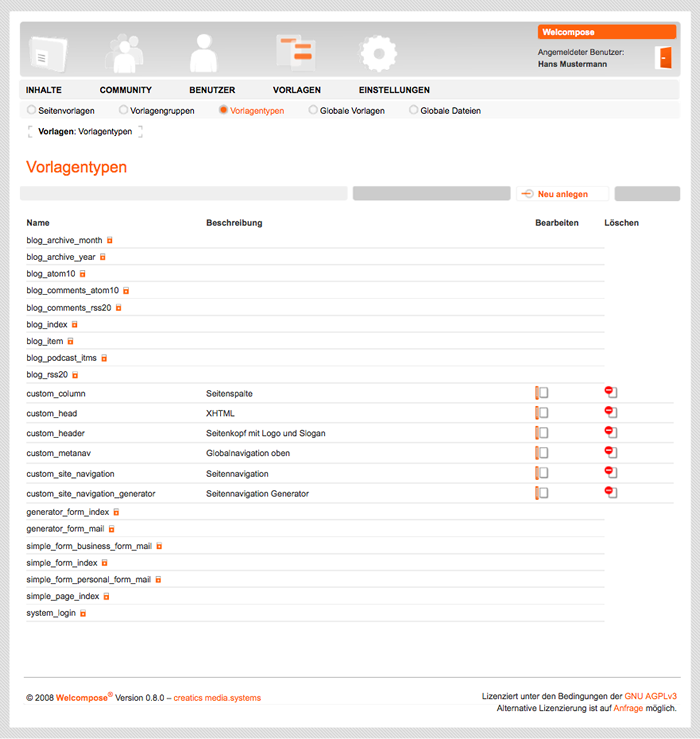 Welcompose
Angemeldeter Benutzer:
Hans Mustermann
INHALTE COMMUNITY BENUTZER VORLAGEN EINSTELLUNGEN
Seitenvorlagen Vorlagengruppen Vorlagentypen Globale Vorlagen Globale Dateien
Vorlagen: Vorlagentypen
Vorlagentypen
Neu anlegen
Name Beschreibung Bearbeiten Löschen
blog_archive_month
blog_archive_year
blog_atom10
blog_comments_atom10
blog_comments_rss20
blog_index
blog_item
blog_podcast_itms
blog_rss20
custom_column Seitenspalte
custom_head XHTML
custom_header Seitenkopf mit Logo und Slogan
custom_metanav Globalnavigation oben
custom_site_navigation Seitennavigation
custom_site_navigation_generator Seitennavigation Generator
generator_form_index
generator_form_mail
simple_form_business_form_mail
simple_form_index
simple_form_personal_form_mail
simple_page_index
system_login
© 2008 Welcompose® Version 0.8.0 – creatics media.systems
Lizenziert unter den Bedingungen der GNU AGPLv3
Alternative Lizenzierung ist auf Anfrage möglich.